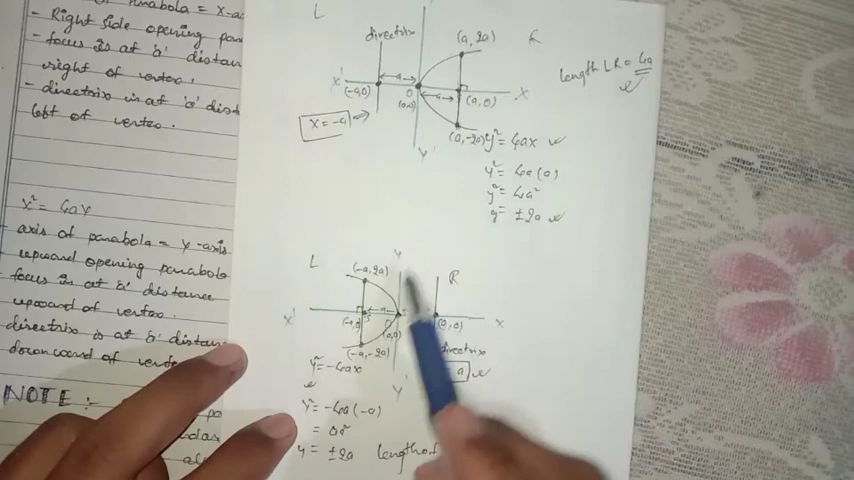 of parabola = x-a
- Right side opening par
- focus is at 'a' distan
right of vertex.
- directrix is at 'a' dist
left of vertex.
x² = 4ay
- axis of parabola = y-axis
upward opening parabola
- focus is at 'a' distance
upward of vertex.
directrix is at 'a' distan
downward of verte
NOTE :-
L
directrix
(a, 2a)
R
length LR = 4a
X'
a
(-a,0)
O
(0,0)
a
(a,0)
X
x = -a
(a,-2a)
y² = 4ax
Y'
y² = 4a(a)
y² = 4a²
y = ±2a
L
Y
(-a, 2a)
R
X'
a
(-a,0)
S
(0,0)
(a,0)
X
(-a,-2a)
directrix
a
y² = -4ax
Y'
y² = -4a(-a)
y = ±2a
length of